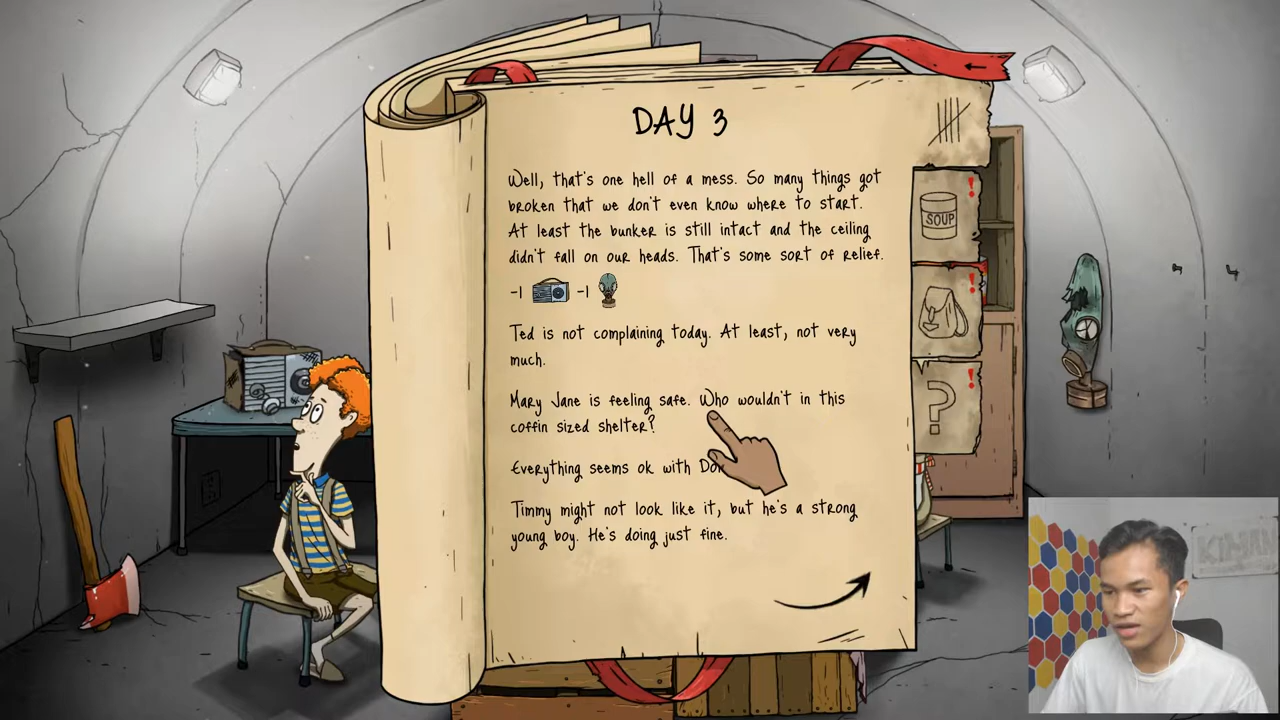 DAY 3
Well, that's one hell of a mess. So many things got
broken that we don't even know where to start.
At least the bunker is still intact and the ceiling
didn't fall on our heads. That's some sort of relief.
-1 -1
Ted is not complaining today. At least, not very
much.
Mary Jane is feeling safe. Who wouldn't in this
coffin sized shelter?
Everything seems ok with
Timmy might not look like it, but he's a strong
young boy. He's doing just fine.
SOUP